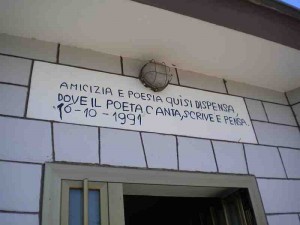 AMICIZIA E POESIA QUI SI DISPENSA
DOVE IL POETA CANTA, SCRIVE E PENSA
10-10-1991